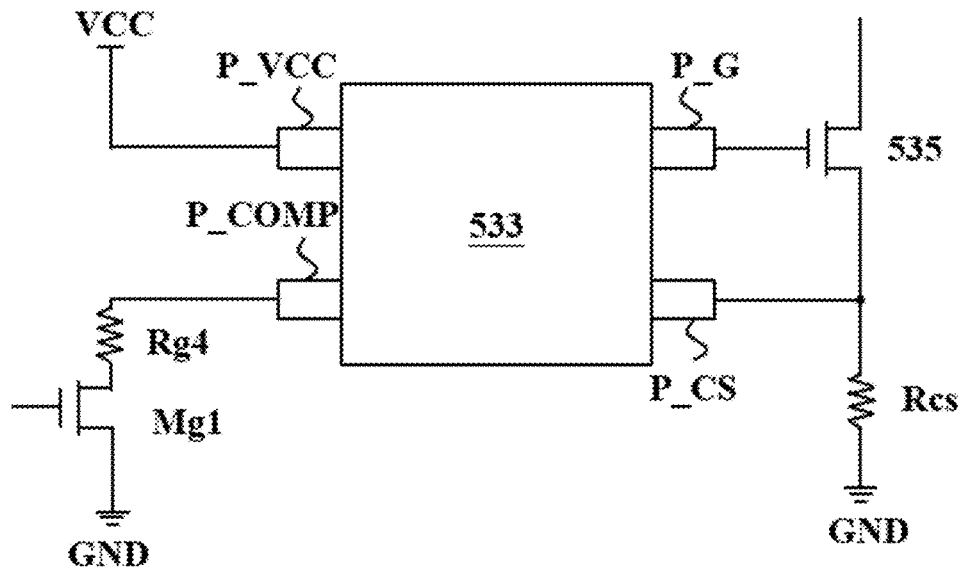 VCC
P_VCC
P_G
535
P_COMP
533
Rg4
P_CS
Mg1
Rcs
GND
GND